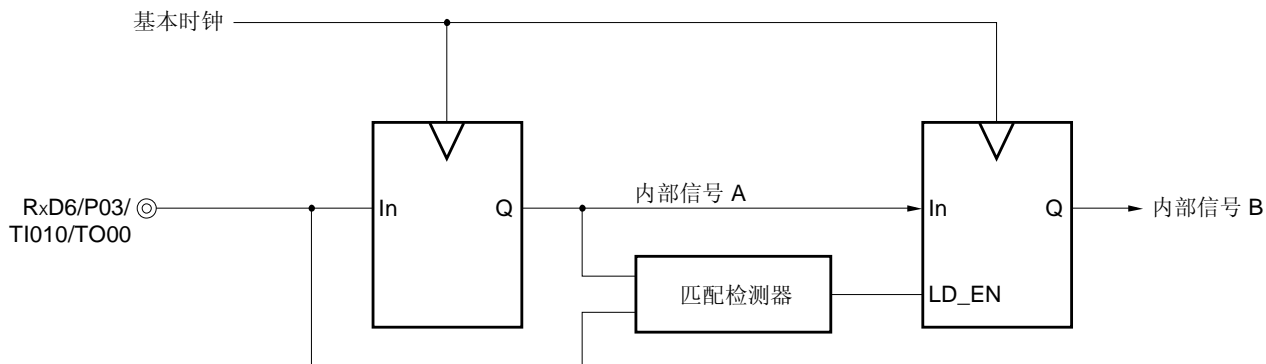 基本时钟
RxD6/P03/
TI010/TO00
In
Q
内部信号 A
In
Q
内部信号 B
匹配检测器
LD_EN